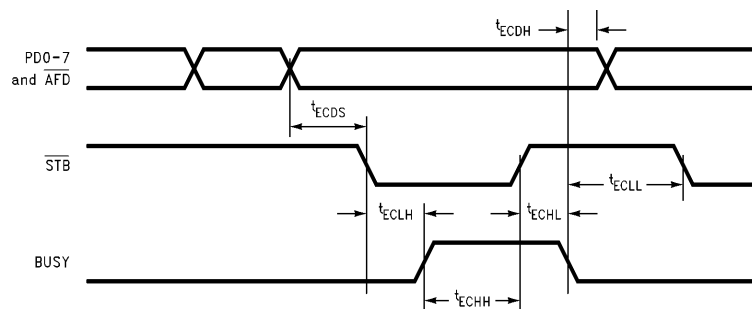 tECDH
PD0-7
and AFD
tECDS
STB
tECLL
tECLH
tECHL
BUSY
tECHH